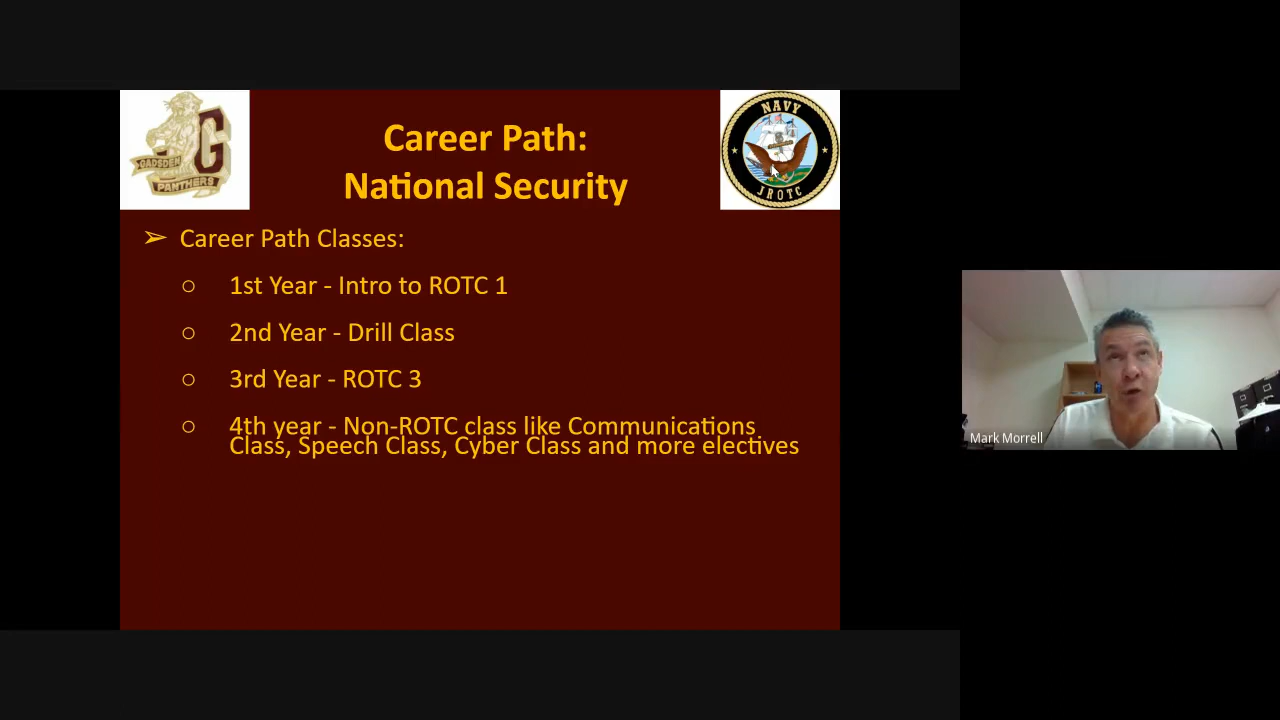 GADSDEN
G
PANTHERS
Career Path:
National Security
NAVY
JROTC
➢ Career Path Classes:
○ 1st Year - Intro to ROTC 1
○ 2nd Year - Drill Class
○ 3rd Year - ROTC 3
○ 4th year - Non-ROTC class like Communications
Class, Speech Class, Cyber Class and more electives
Mark Morrell